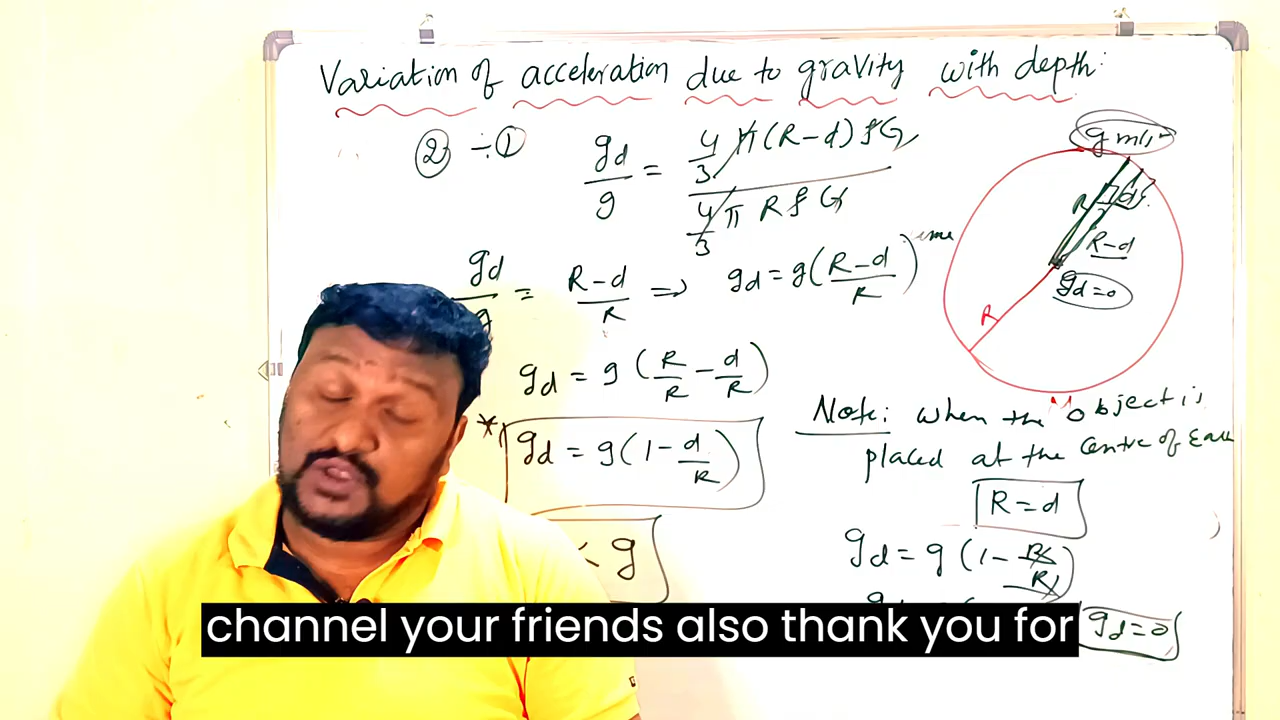 Variation of acceleration due to gravity with depth:
② ÷ ①
gd/g = 4/3 π(R-d) ρG / 4/3 π R ρ G
gd/g = R-d/R => gd = g(R-d/R)
gd = g (R/R - d/R)
* gd = g(1-d/R)
< g
g m/s²
R
d
R-d
gd=0
R
Note: when the object is
placed at the centre of Earth
R=d
gd = g (1-R/R)
gd=0
channel your friends also thank you for